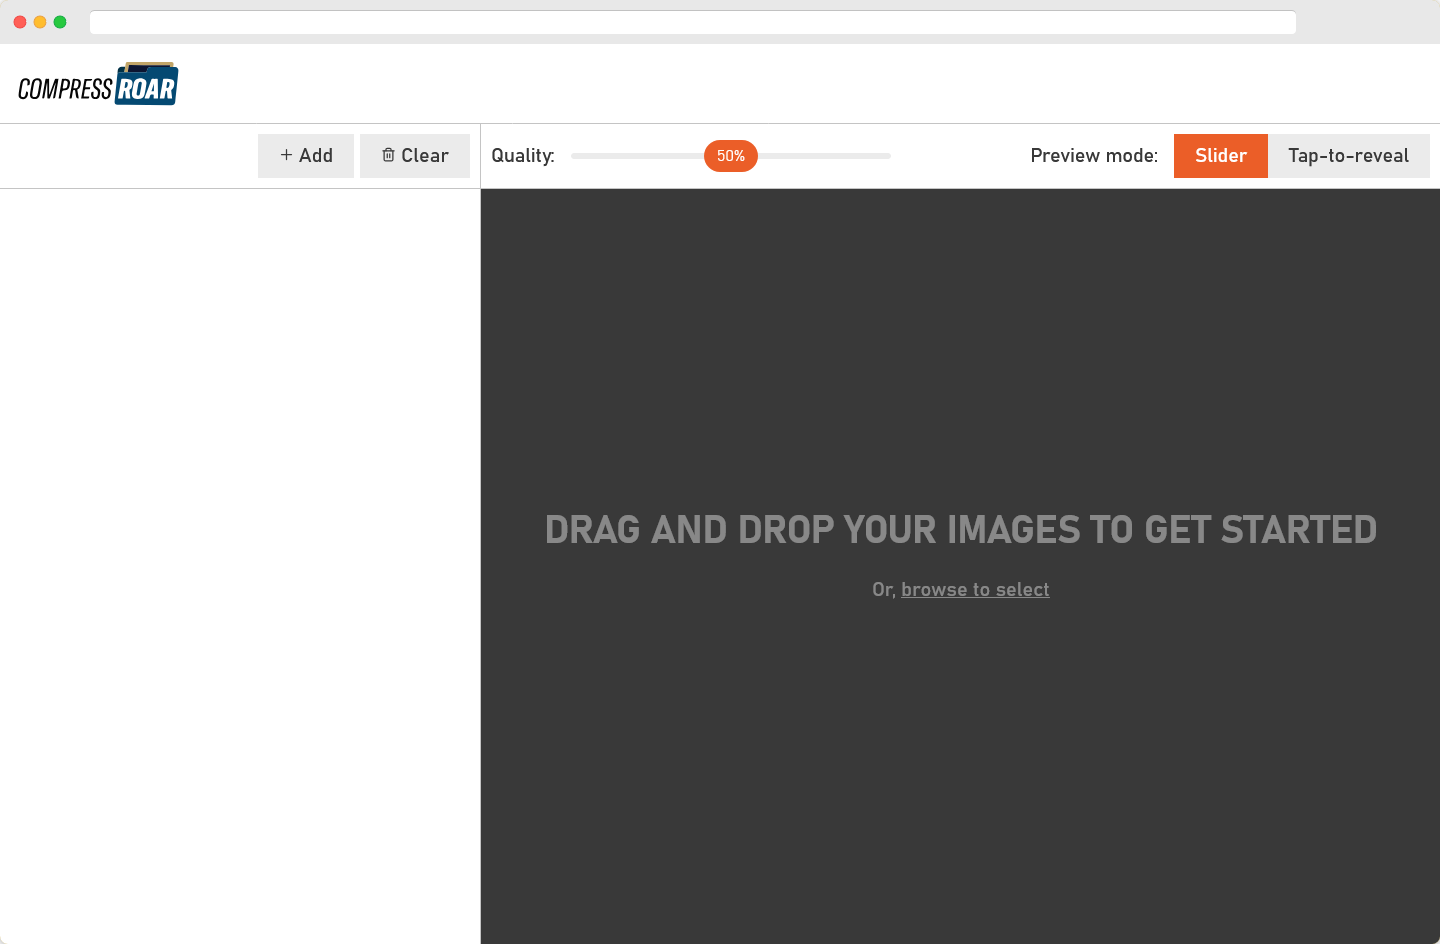 COMPRESS ROAR
+ Add
Clear
Quality:
50%
Preview mode:
Slider
Tap-to-reveal
DRAG AND DROP YOUR IMAGES TO GET STARTED
Or, browse to select